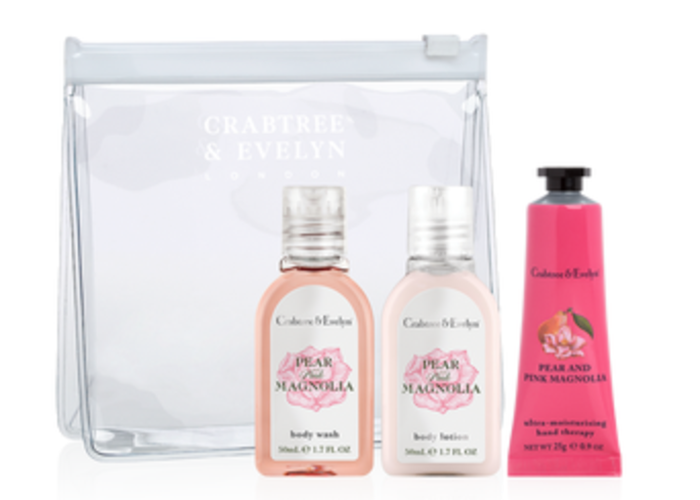 CRABTREE
& EVELYN
LONDON
Crabtree & Evelyn
PEAR
Pink
MAGNOLIA
body wash
50mL ℮ 1.7 FL OZ
Crabtree & Evelyn
PEAR
Pink
MAGNOLIA
body lotion
50mL ℮ 1.7 FL OZ
Crabtree & Evelyn
PEAR AND
PINK MAGNOLIA
ultra-moisturising
hand therapy
NET WT 25g ℮ 0.9 OZ